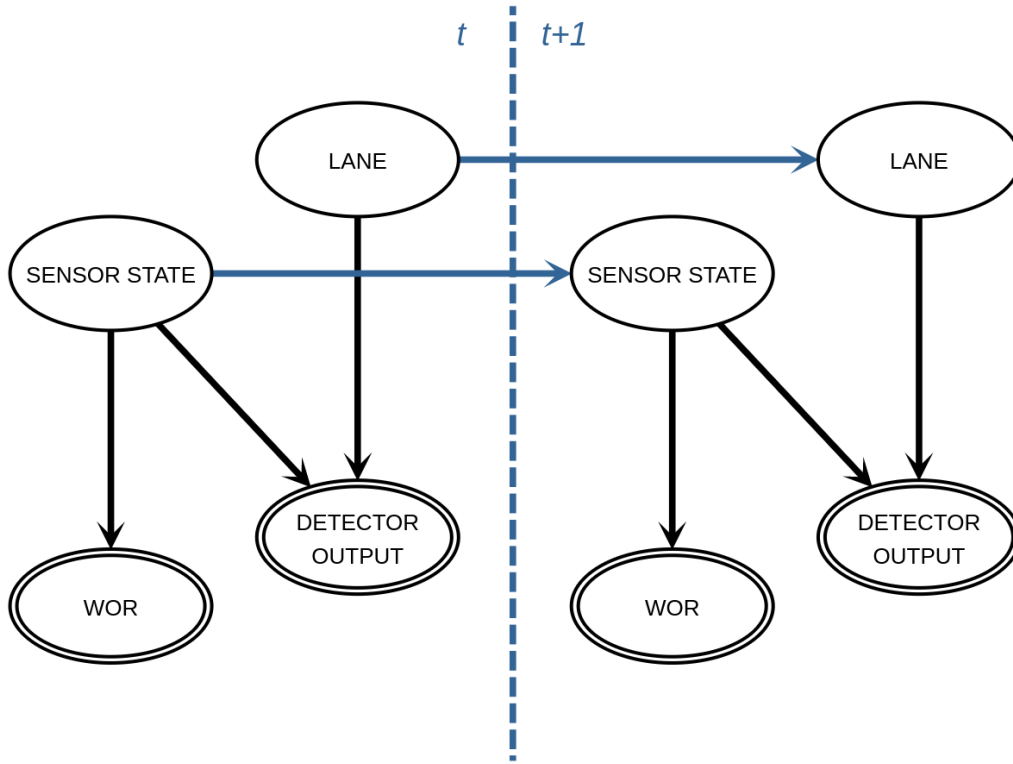 t
t+1
LANE
LANE
SENSOR STATE
SENSOR STATE
DETECTOR
OUTPUT
DETECTOR
OUTPUT
WOR
WOR